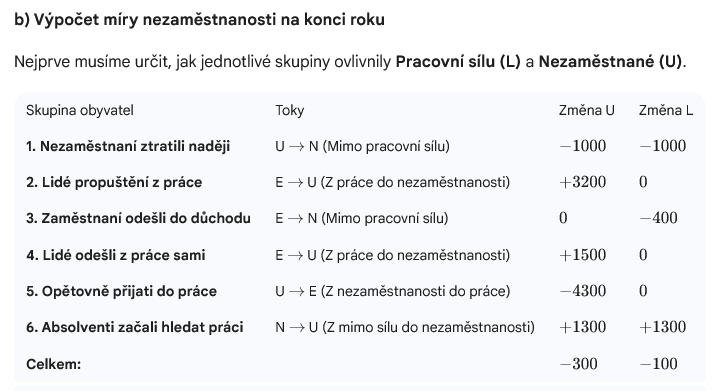 b) Výpočet míry nezaměstnanosti na konci roku
Nejprve musíme určit, jak jednotlivé skupiny ovlivnily Pracovní sílu (L) a Nezaměstnané (U).
Skupina obyvatel Toky Změna U Změna L
1. Nezaměstnaní ztratili naději U → N (Mimo pracovní sílu) −1000 −1000
2. Lidé propuštění z práce E → U (Z práce do nezaměstnanosti) +3200 0
3. Zaměstnaní odešli do důchodu E → N (Mimo pracovní sílu) 0 −400
4. Lidé odešli z práce sami E → U (Z práce do nezaměstnanosti) +1500 0
5. Opětovně přijati do práce U → E (Z nezaměstnanosti do práce) −4300 0
6. Absolventi začali hledat práci N → U (Z mimo sílu do nezaměstnanosti) +1300 +1300
Celkem: −300 −100